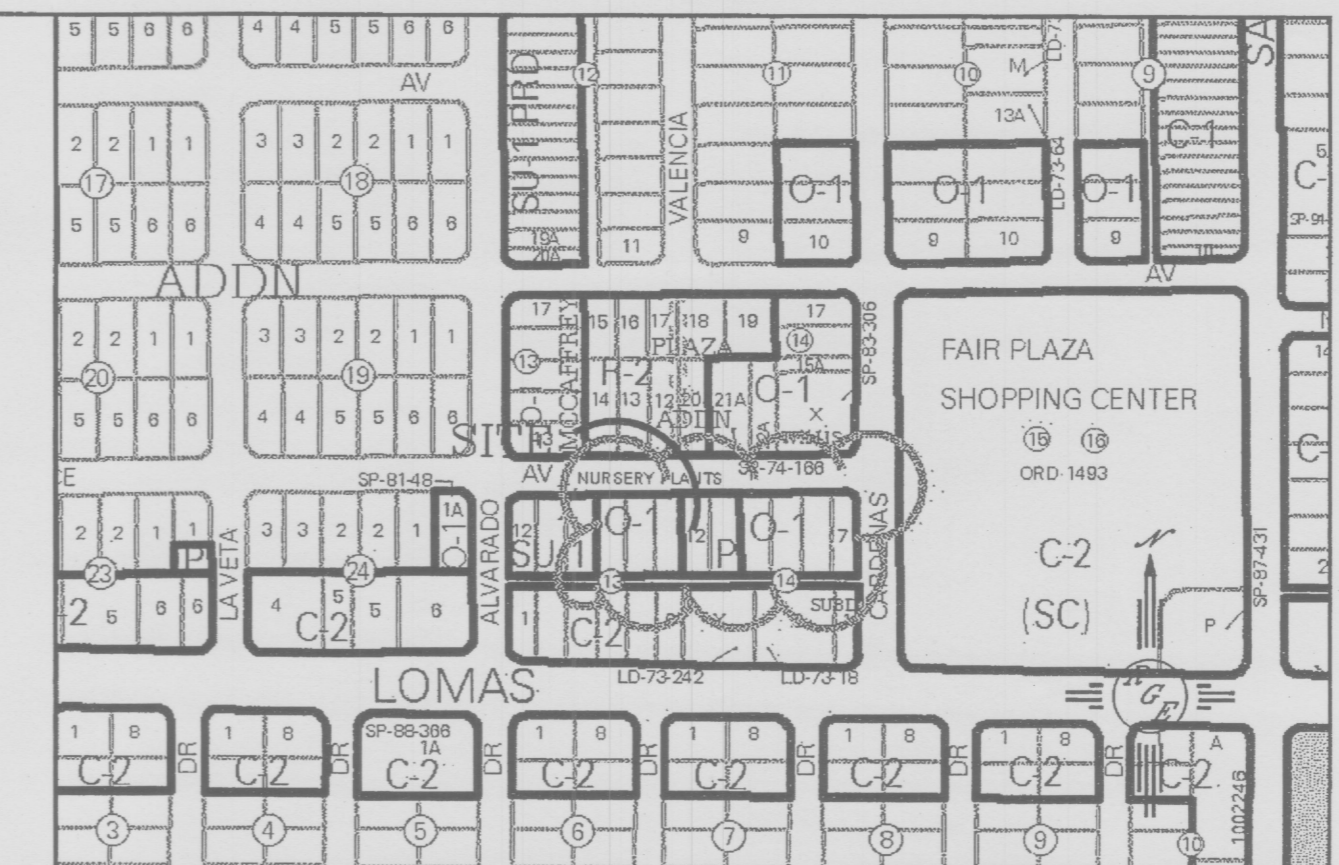 5 5 6 6 4 4 5 5 6 6
AV
SU-1 PRD
12
11
10
9
M
13A
C-1
SA
2 2 1 1
17
5 5 6 6
3 3 2 2 1 1
18
4 4 5 5 6 6
VALENCIA
19A
20A
11
9
O-1
10
O-1
9 10
LD-73-64
O-1
9
C-
SP-91-
ADDN
AV
2 2 1 1
20
5 5 6 6
3 3 2 2 1 1
19
4 4 5 5 6 6
17
13
O-
13
MCCAFFREY
15 16 17 18 19
PLAZA
R-2
14 13 12 20 21A
ADDN
17
14
15A
O-1
X
SP-83-306
FAIR PLAZA
SHOPPING CENTER
15 16
ORD-1493
C-2
(SC)
P
SP-87-431
14
C-
2
SITE
AV
NURSERY PLANTS
SP-74-166
SP-81-48
1A
O-1
2 2 1 1
P
23
5 6 6
LA VETA
3 3 2 2 1
24
4 5 5 6
C-2
ALVARADO
12
SU-1
O-1
12
P
O-1
7
13
14
1
C-2
SUBD
CARDENAS
LD-73-242
LD-73-18
LOMAS
N
RGE
1 8
C-2
DR
3
1 8
C-2
DR
4
SP-88-366
1A
C-2
DR
5
1 8
C-2
DR
6
1 8
C-2
DR
7
1 8
C-2
DR
8
1 8
C-2
DR
9
A
C-2
1002246
10